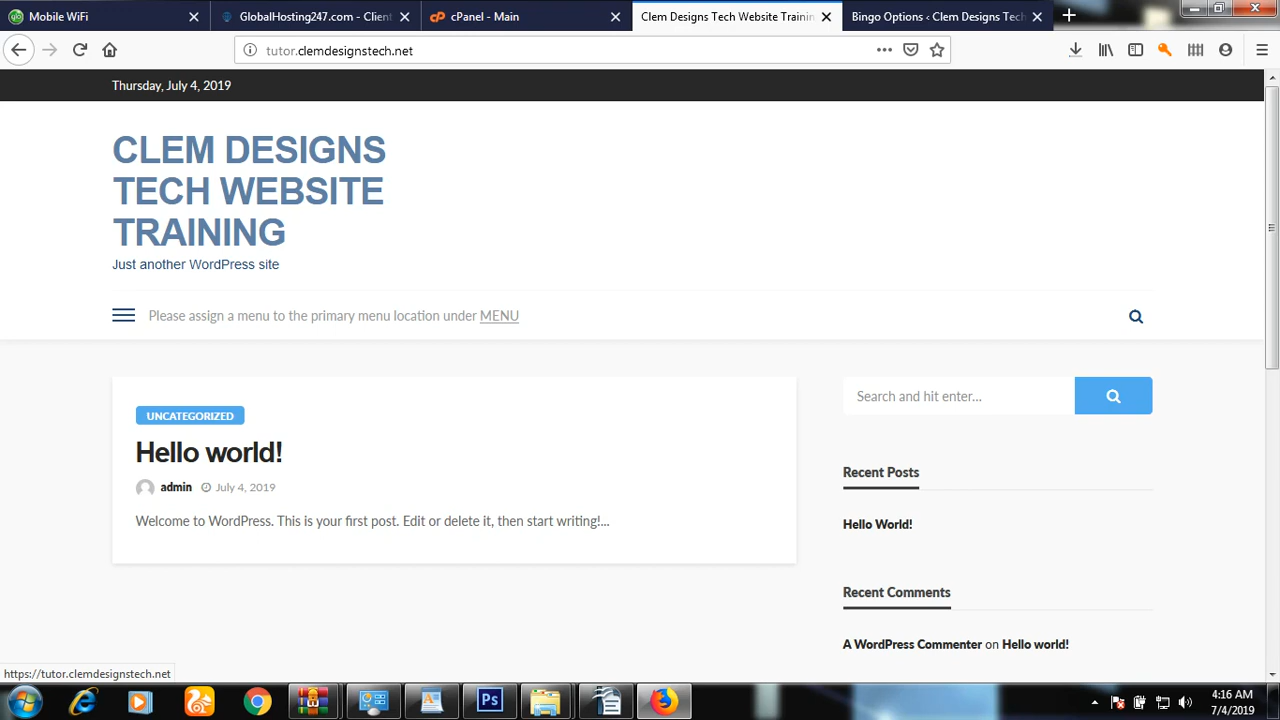 Mobile WiFi
GlobalHosting247.com - Client
cPanel - Main
Clem Designs Tech Website Trainin
Bingo Options ‹ Clem Designs Tech
tutor.clemdesignstech.net
Thursday, July 4, 2019
CLEM DESIGNS
TECH WEBSITE
TRAINING
Just another WordPress site
Please assign a menu to the primary menu location under MENU
UNCATEGORIZED
Hello world!
admin July 4, 2019
Welcome to WordPress. This is your first post. Edit or delete it, then start writing!...
Search and hit enter...
Recent Posts
Hello World!
Recent Comments
A WordPress Commenter on Hello world!
https://tutor.clemdesignstech.net
Ps
4:16 AM
7/4/2019